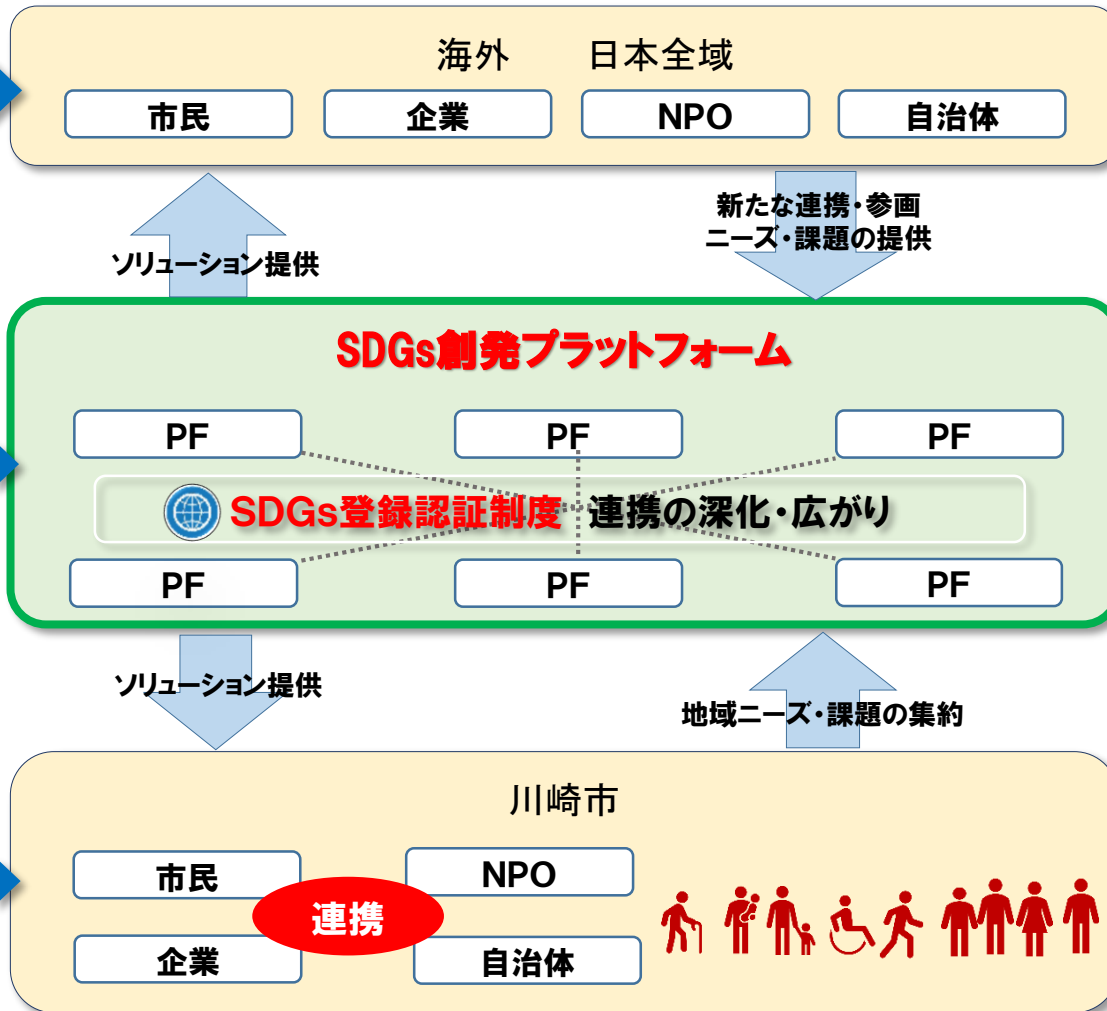 海外 日本全域
市民 企業 NPO 自治体
ソリューション提供
新たな連携・参画
ニーズ・課題の提供
SDGs創発プラットフォーム
PF PF PF
SDGs登録認証制度 連携の深化・広がり
PF PF PF
ソリューション提供
地域ニーズ・課題の集約
川崎市
市民 NPO
連携
企業 自治体